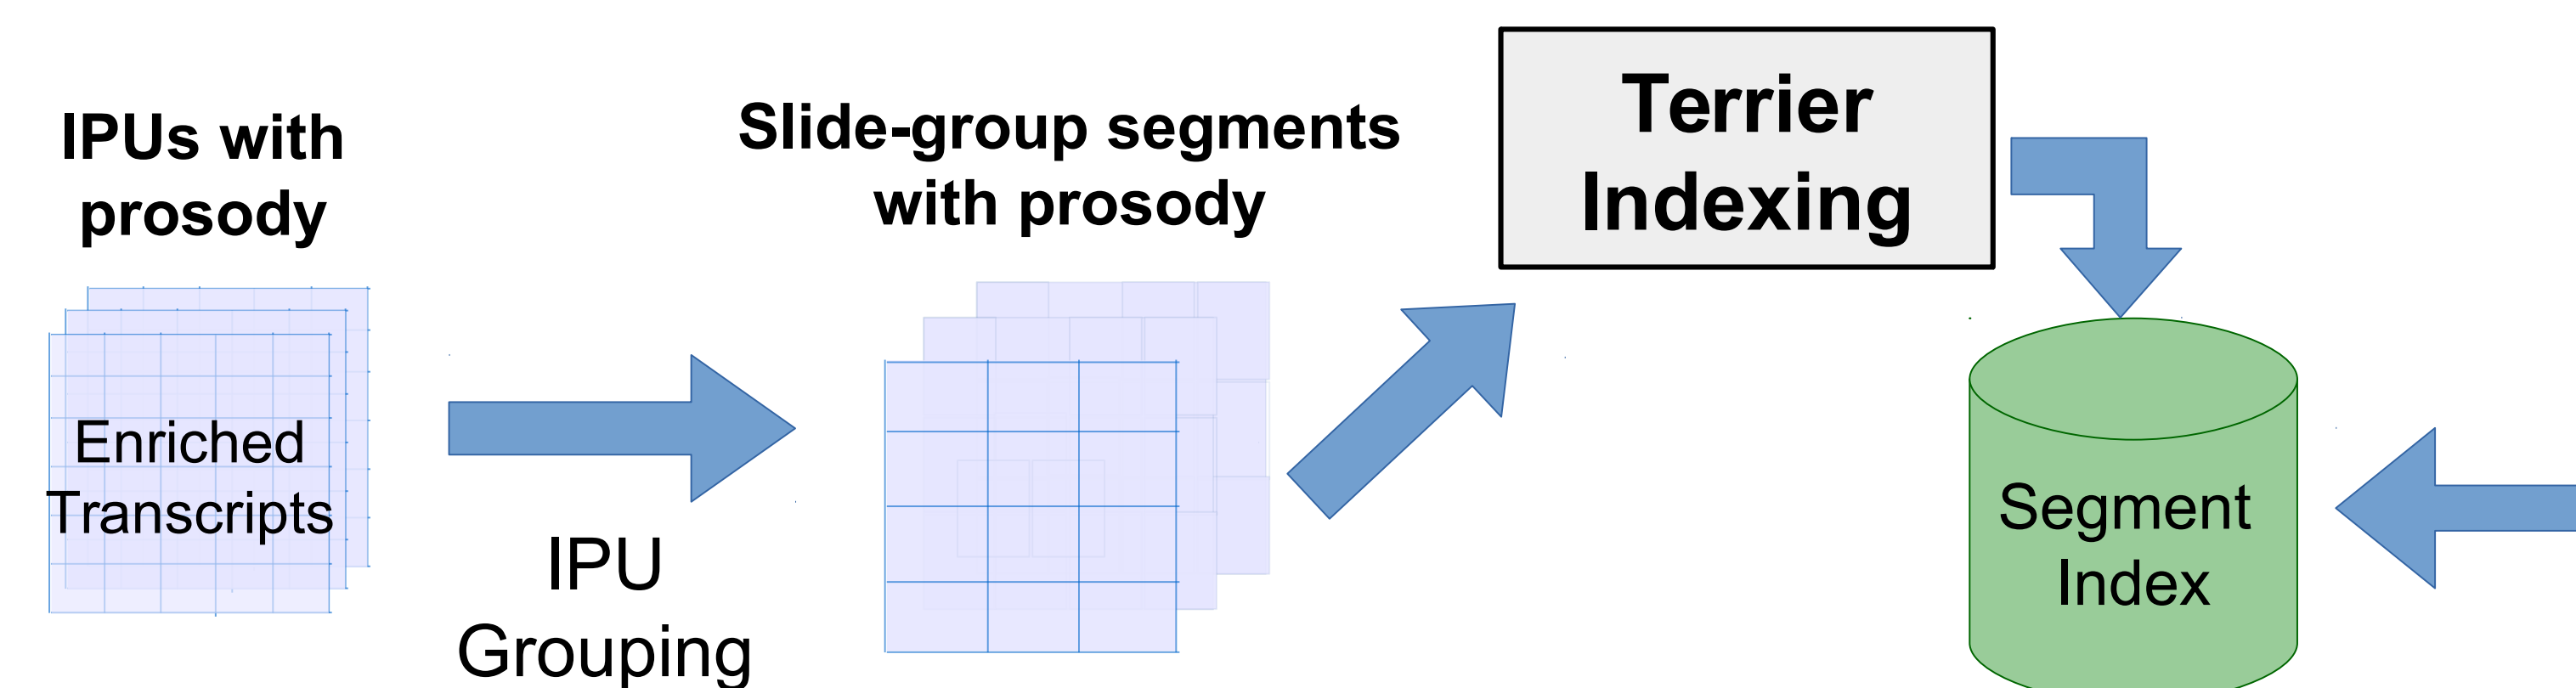 IPUs with
prosody
Enriched
Transcripts
IPU
Grouping
Slide-group segments
with prosody
Terrier
Indexing
Segment
Index